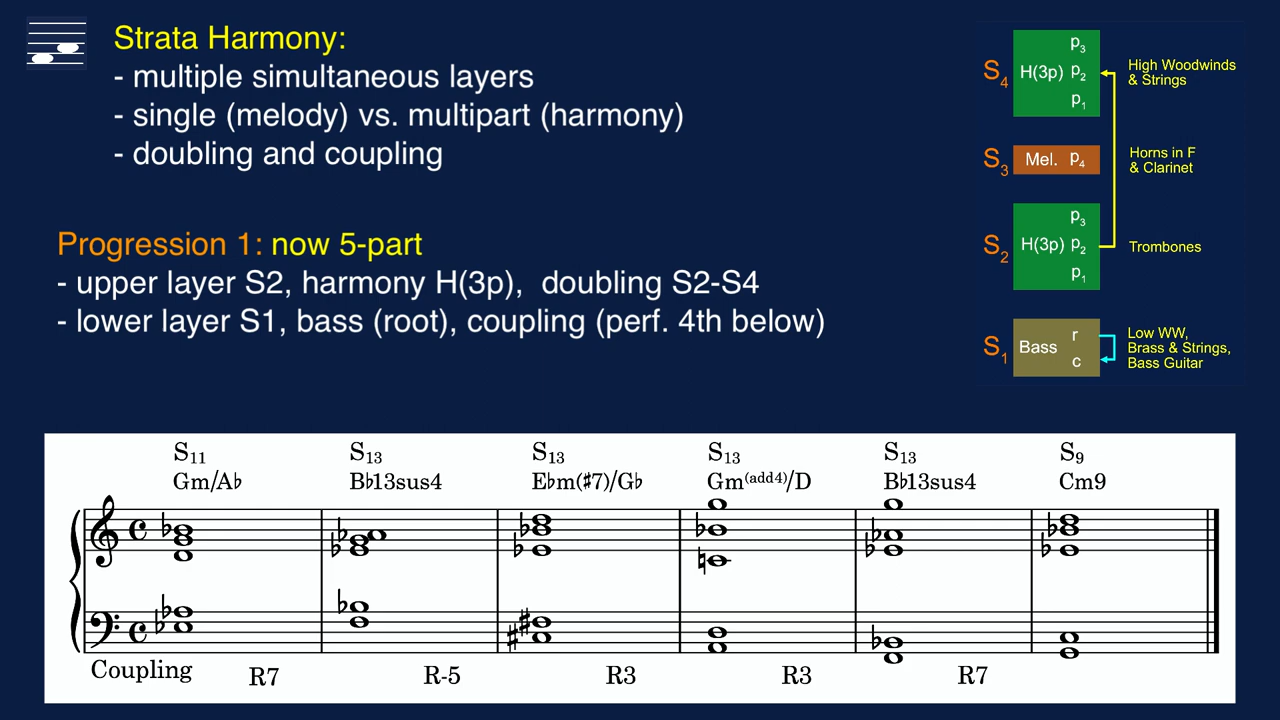 Strata Harmony:
- multiple simultaneous layers
- single (melody) vs. multipart (harmony)
- doubling and coupling
Progression 1: now 5-part
- upper layer S2, harmony H(3p),  doubling S2-S4
- lower layer S1, bass (root), coupling (perf. 4th below)
S4 H(3p) p3 p2 p1 High Woodwinds
& Strings
S3 Mel. p4 Horns in F
& Clarinet
S2 H(3p) p3 p2 p1 Trombones
S1 Bass r c Low WW,
Brass & Strings,
Bass Guitar
S11 S13 S13 S13 S13 S9
Gm/A♭ B♭13sus4 E♭m(♯7)/G♭ Gm(add4)/D B♭13sus4 Cm9
Coupling R7 R-5 R3 R3 R7